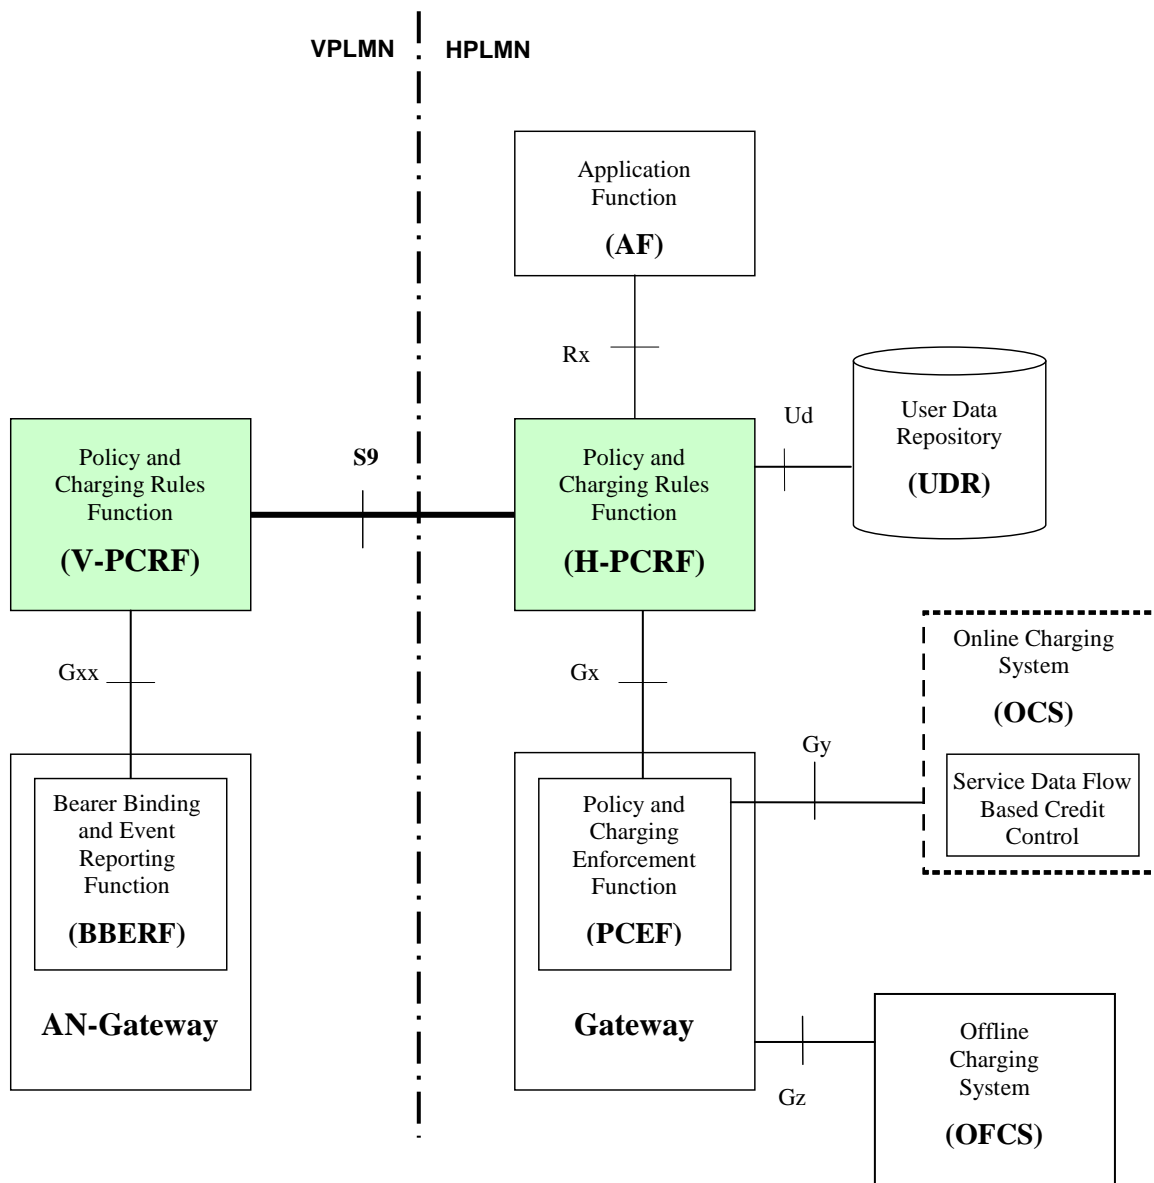 VPLMN
HPLMN
Application
Function
(AF)
Rx
User Data
Repository
(UDR)
Ud
Policy and
Charging Rules
Function
(V-PCRF)
S9
Policy and
Charging Rules
Function
(H-PCRF)
Gxx
Gx
Online Charging
System
(OCS)
Service Data Flow
Based Credit
Control
Gy
Bearer Binding
and Event
Reporting
Function
(BBERF)
AN-Gateway
Policy and
Charging
Enforcement
Function
(PCEF)
Gateway
Gz
Offline
Charging
System
(OFCS)